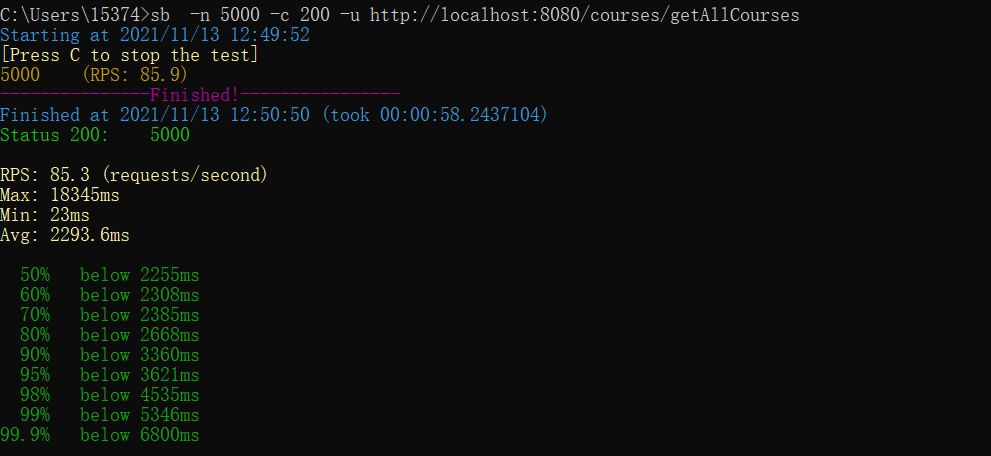 C:\Users\15374>sb  -n 5000 -c 200 -u http://localhost:8080/courses/getAllCourses
Starting at 2021/11/13 12:49:52
[Press C to stop the test]
5000    (RPS: 85.9)
---------------Finished!----------------
Finished at 2021/11/13 12:50:50 (took 00:00:58.2437104)
Status 200:    5000
RPS: 85.3 (requests/second)
Max: 18345ms
Min: 23ms
Avg: 2293.6ms
50%   below 2255ms
60%   below 2308ms
70%   below 2385ms
80%   below 2668ms
90%   below 3360ms
95%   below 3621ms
98%   below 4535ms
99%   below 5346ms
99.9%   below 6800ms